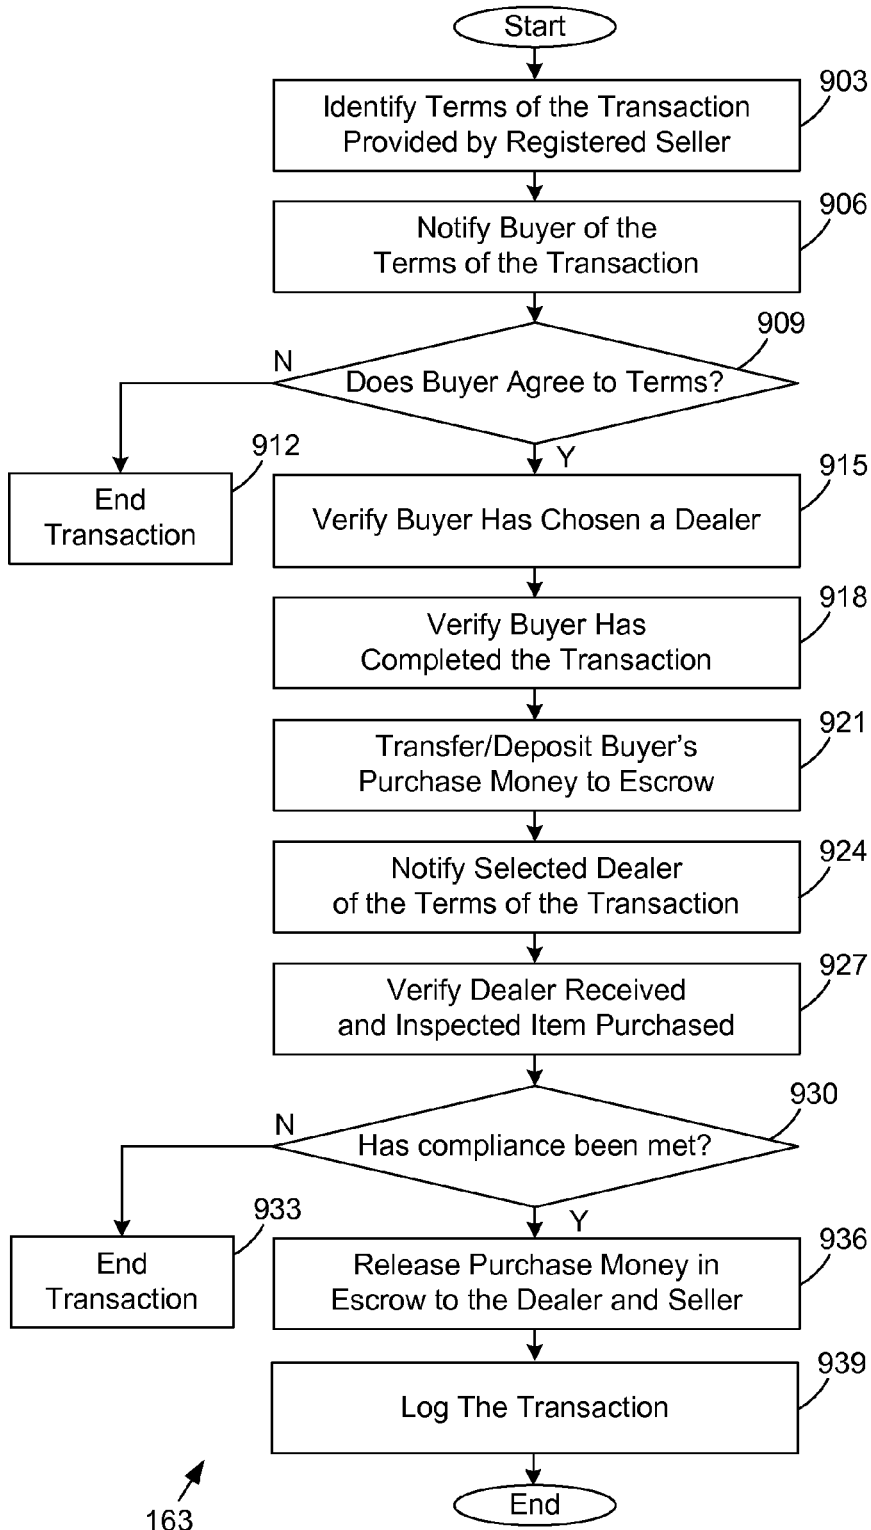 Start
903
Identify Terms of the Transaction
Provided by Registered Seller
906
Notify Buyer of the
Terms of the Transaction
909
N
Does Buyer Agree to Terms?
912
Y
End
Transaction
915
Verify Buyer Has Chosen a Dealer
918
Verify Buyer Has
Completed the Transaction
921
Transfer/Deposit Buyer's
Purchase Money to Escrow
924
Notify Selected Dealer
of the Terms of the Transaction
927
Verify Dealer Received
and Inspected Item Purchased
930
N
Has compliance been met?
933
Y
End
Transaction
936
Release Purchase Money in
Escrow to the Dealer and Seller
939
Log The Transaction
163
End